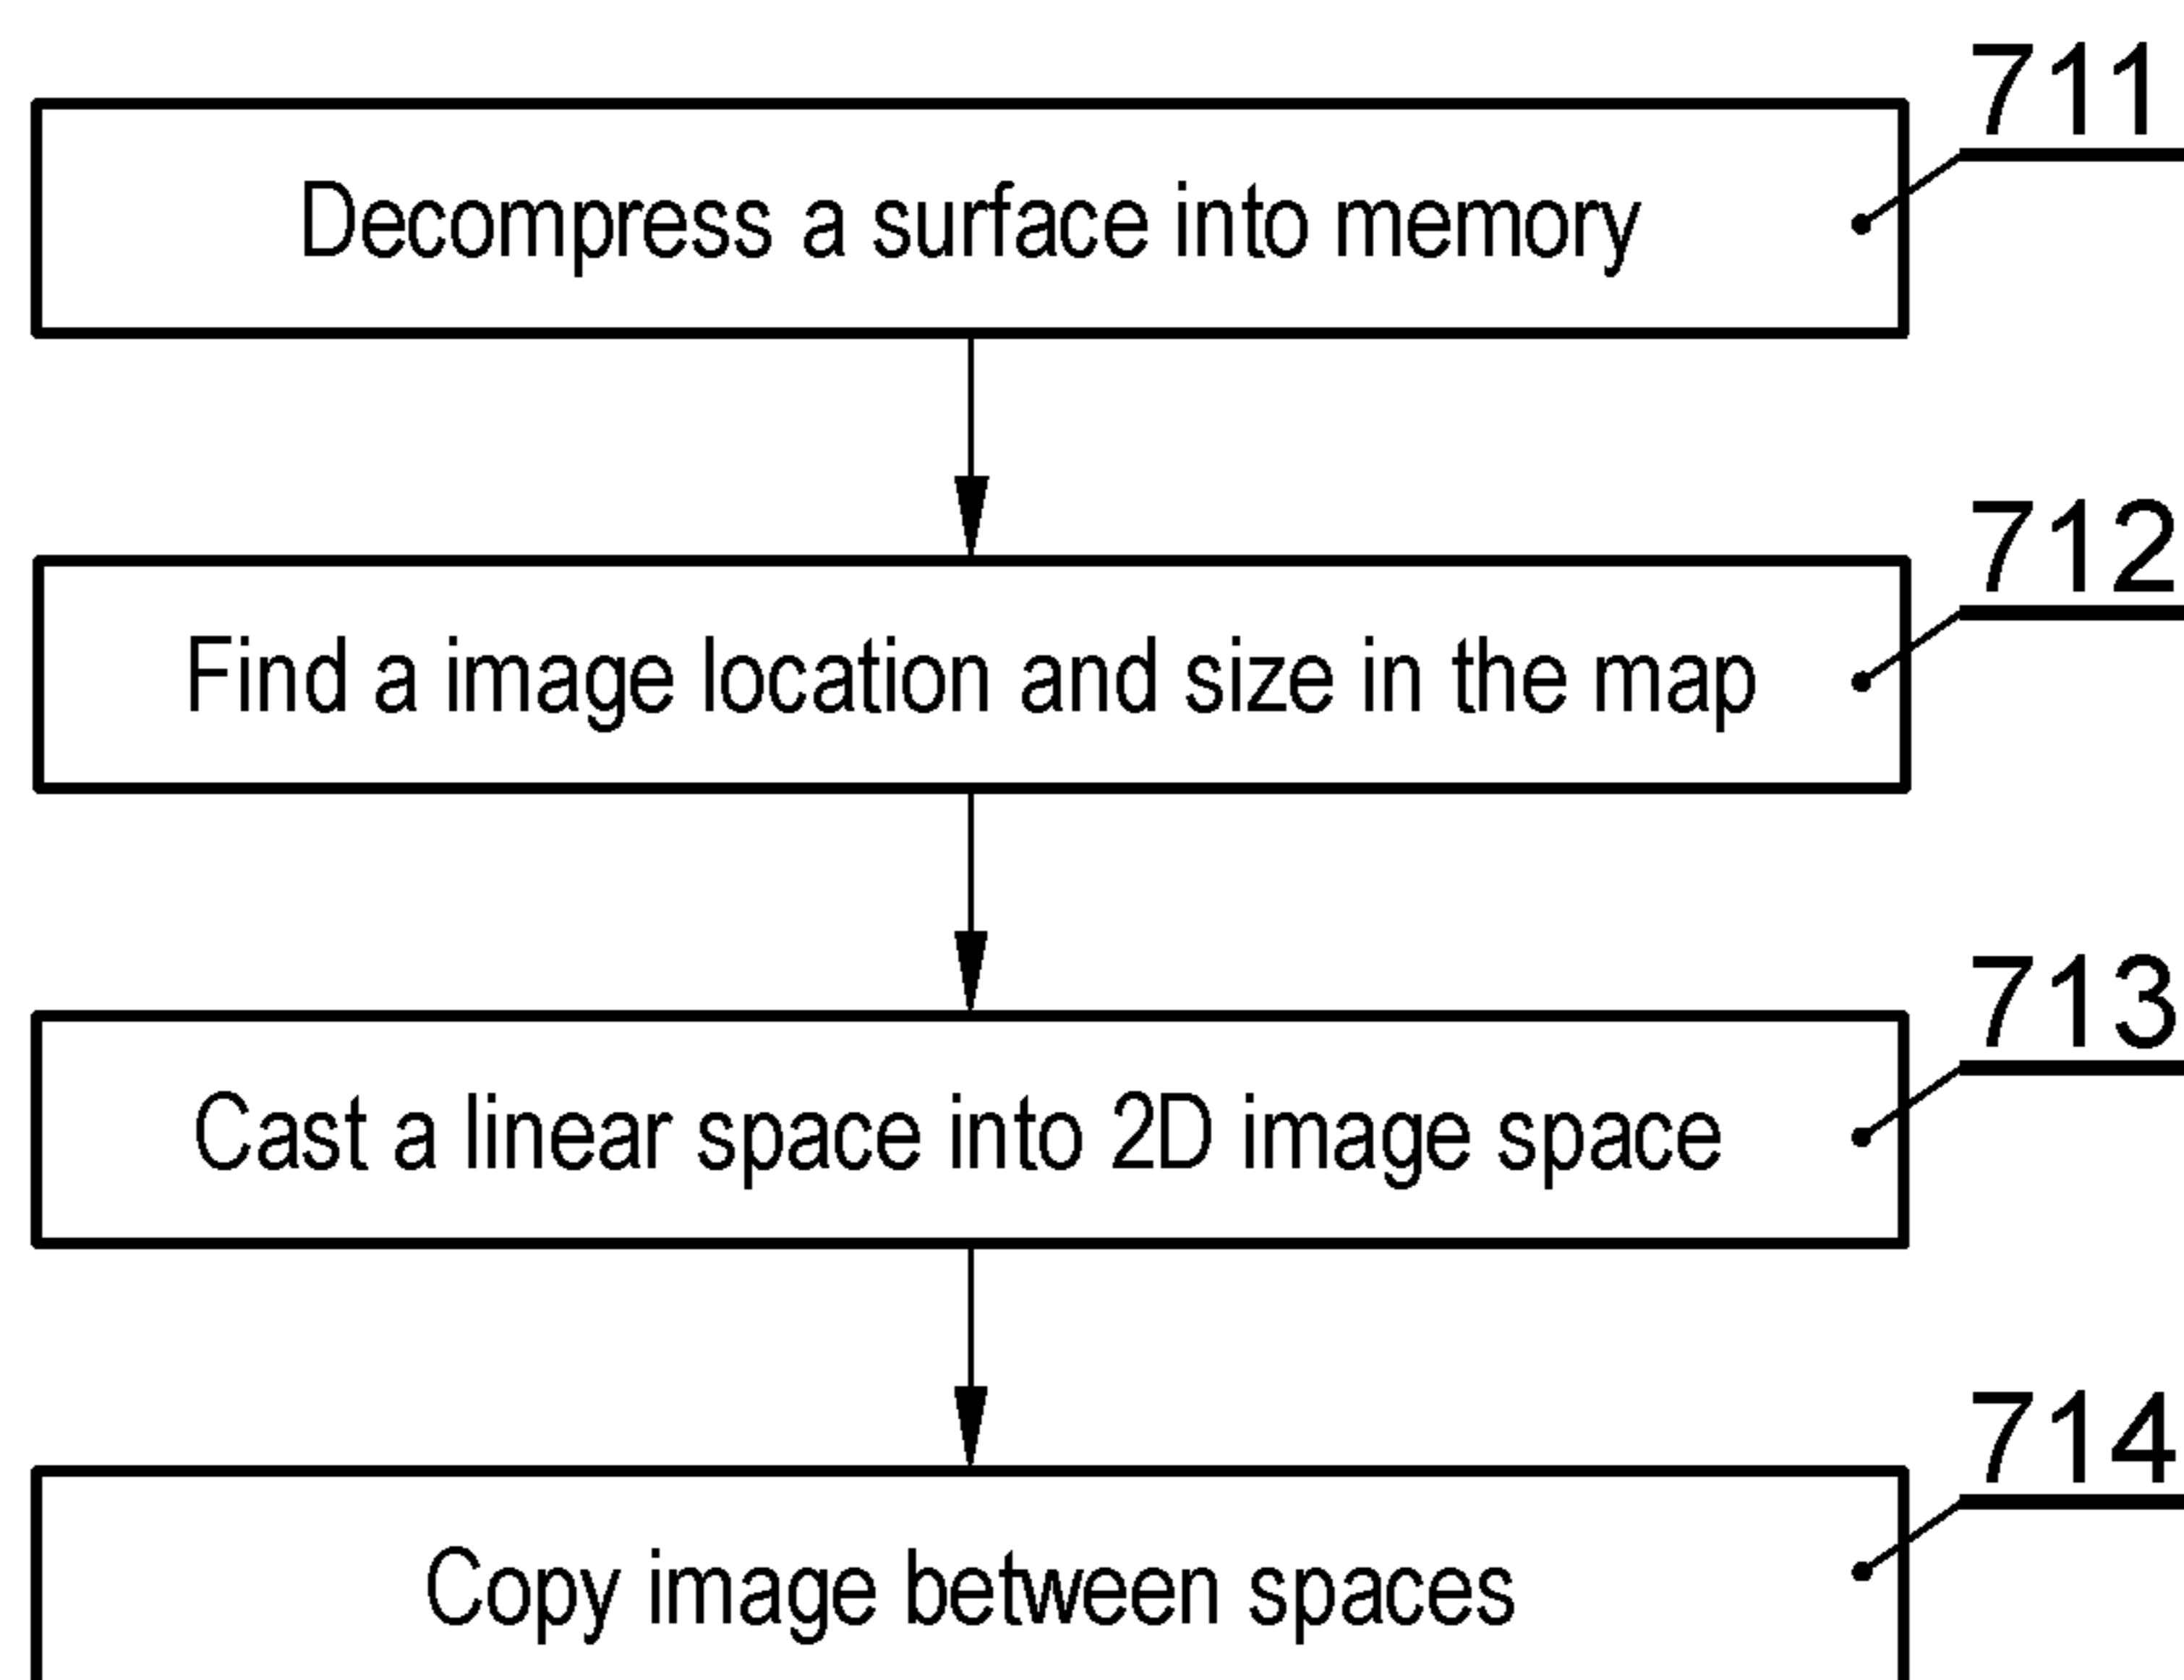 711
Decompress a surface into memory
712
Find a image location and size in the map
713
Cast a linear space into 2D image space
714
Copy image between spaces